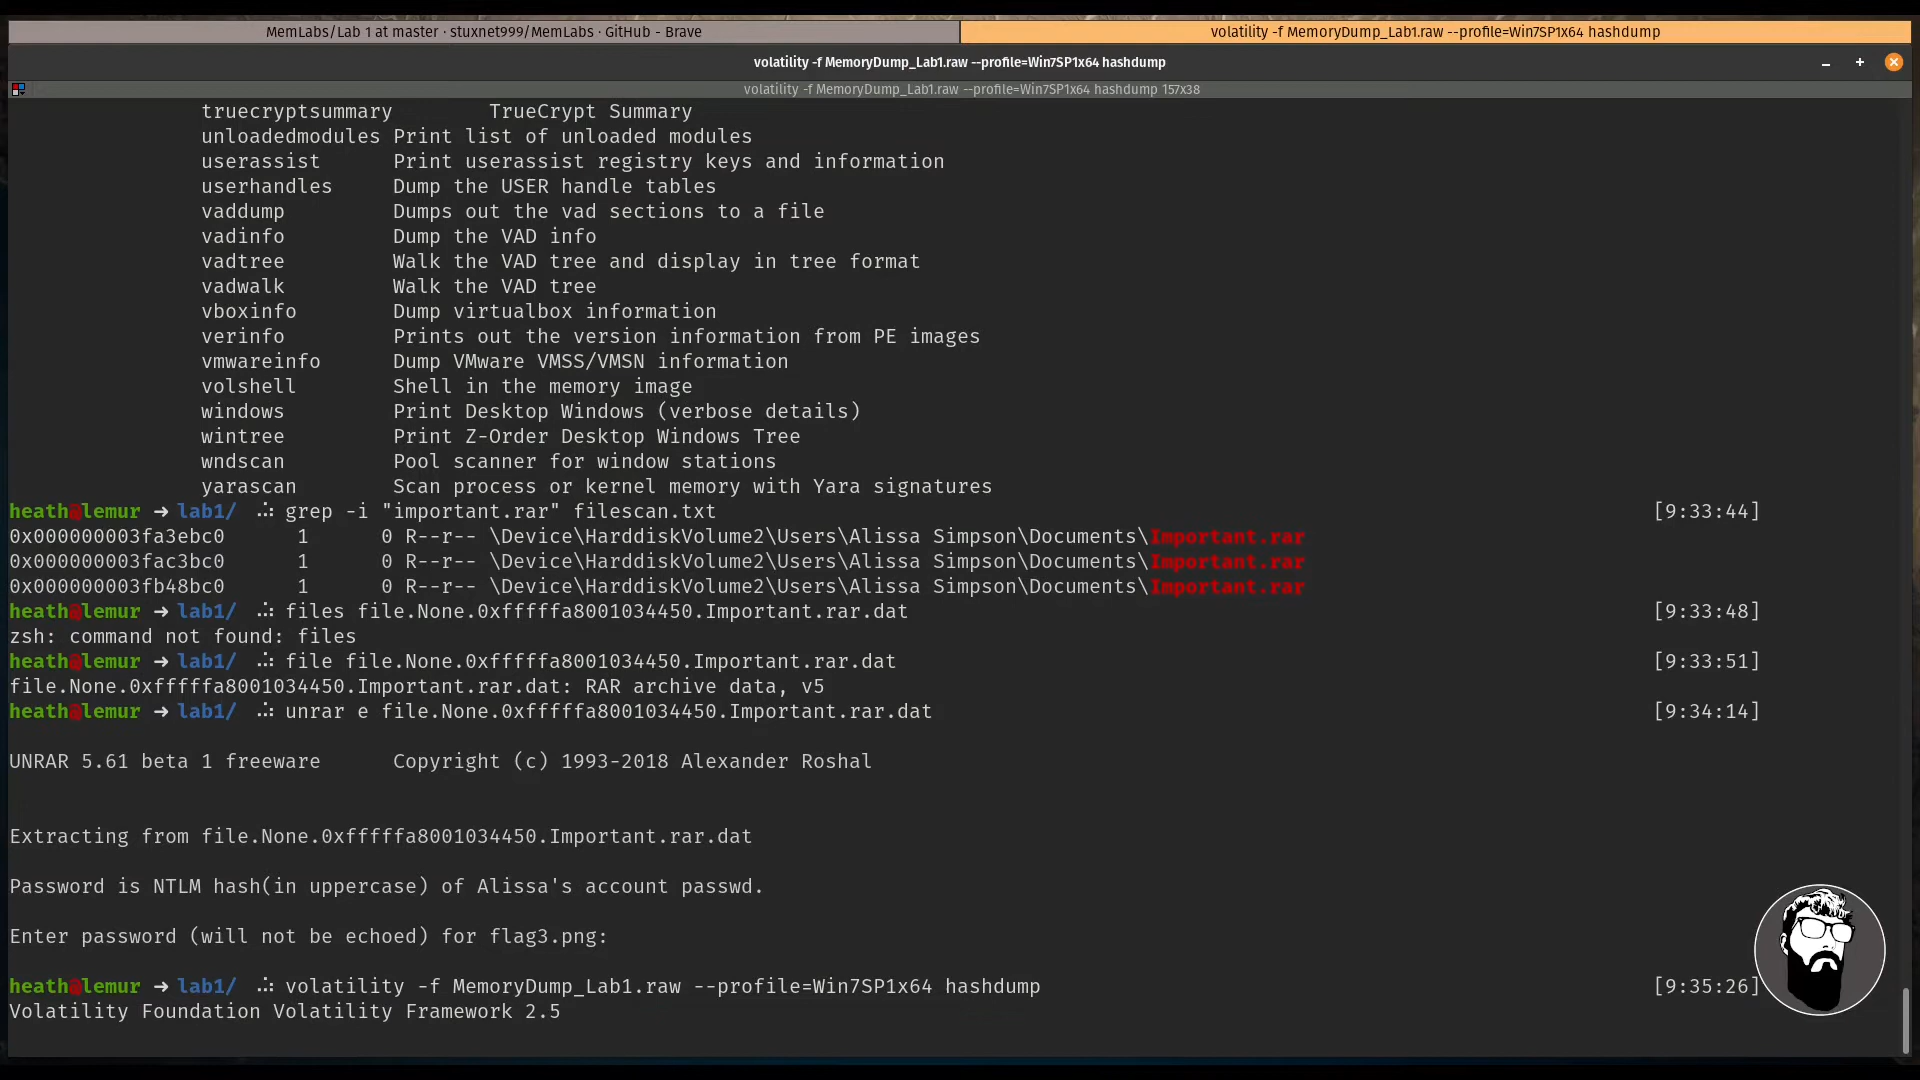 MemLabs/Lab 1 at master · stuxnet999/MemLabs · GitHub - Brave
volatility -f MemoryDump_Lab1.raw --profile=Win7SP1x64 hashdump
volatility -f MemoryDump_Lab1.raw --profile=Win7SP1x64 hashdump
volatility -f MemoryDump_Lab1.raw --profile=Win7SP1x64 hashdump 157x38
truecryptsummary TrueCrypt Summary
unloadedmodules Print list of unloaded modules
userassist Print userassist registry keys and information
userhandles Dump the USER handle tables
vaddump Dumps out the vad sections to a file
vadinfo Dump the VAD info
vadtree Walk the VAD tree and display in tree format
vadwalk Walk the VAD tree
vboxinfo Dump virtualbox information
verinfo Prints out the version information from PE images
vmwareinfo Dump VMware VMSS/VMSN information
volshell Shell in the memory image
windows Print Desktop Windows (verbose details)
wintree Print Z-Order Desktop Windows Tree
wndscan Pool scanner for window stations
yarascan Scan process or kernel memory with Yara signatures
heath@lemur ➜ lab1/ .:: grep -i "important.rar" filescan.txt [9:33:44]
0x000000003fa3ebc0 1 0 R--r-- \Device\HarddiskVolume2\Users\Alissa Simpson\Documents\Important.rar
0x000000003fac3bc0 1 0 R--r-- \Device\HarddiskVolume2\Users\Alissa Simpson\Documents\Important.rar
0x000000003fb48bc0 1 0 R--r-- \Device\HarddiskVolume2\Users\Alissa Simpson\Documents\Important.rar
heath@lemur ➜ lab1/ .:: files file.None.0xfffffa8001034450.Important.rar.dat [9:33:48]
zsh: command not found: files
heath@lemur ➜ lab1/ .:: file file.None.0xfffffa8001034450.Important.rar.dat [9:33:51]
file.None.0xfffffa8001034450.Important.rar.dat: RAR archive data, v5
heath@lemur ➜ lab1/ .:: unrar e file.None.0xfffffa8001034450.Important.rar.dat [9:34:14]
UNRAR 5.61 beta 1 freeware Copyright (c) 1993-2018 Alexander Roshal
Extracting from file.None.0xfffffa8001034450.Important.rar.dat
Password is NTLM hash(in uppercase) of Alissa's account passwd.
Enter password (will not be echoed) for flag3.png:
heath@lemur ➜ lab1/ .:: volatility -f MemoryDump_Lab1.raw --profile=Win7SP1x64 hashdump [9:35:26]
Volatility Foundation Volatility Framework 2.5